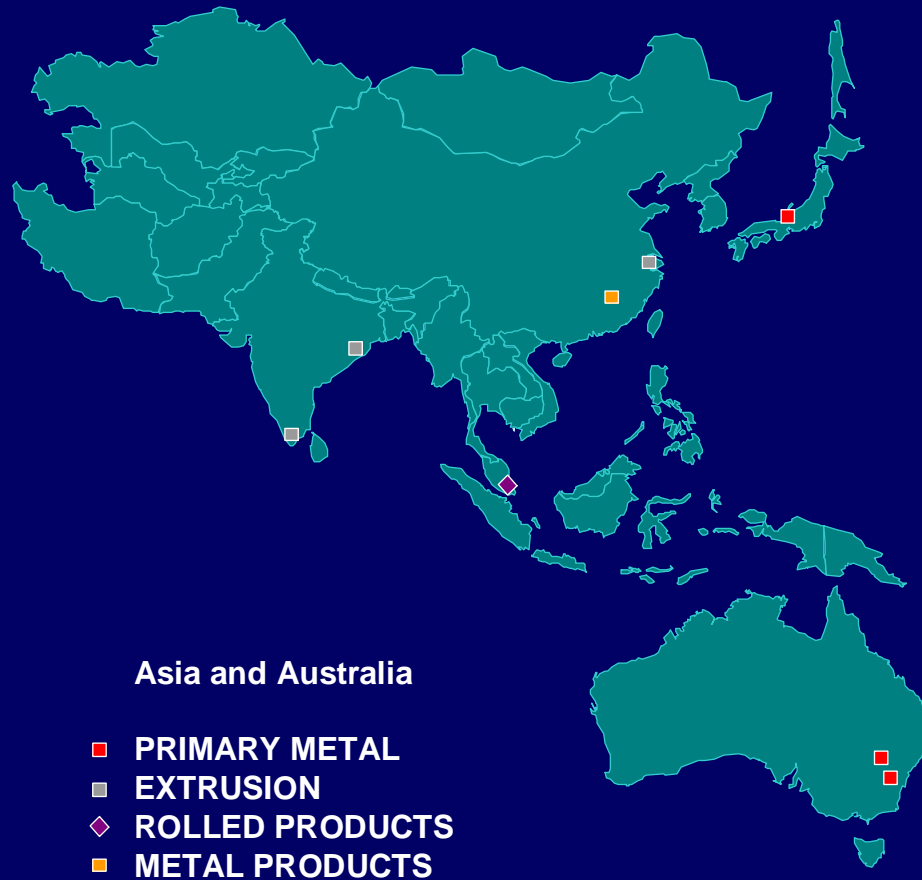 Asia and Australia
PRIMARY METAL
EXTRUSION
ROLLED PRODUCTS
METAL PRODUCTS